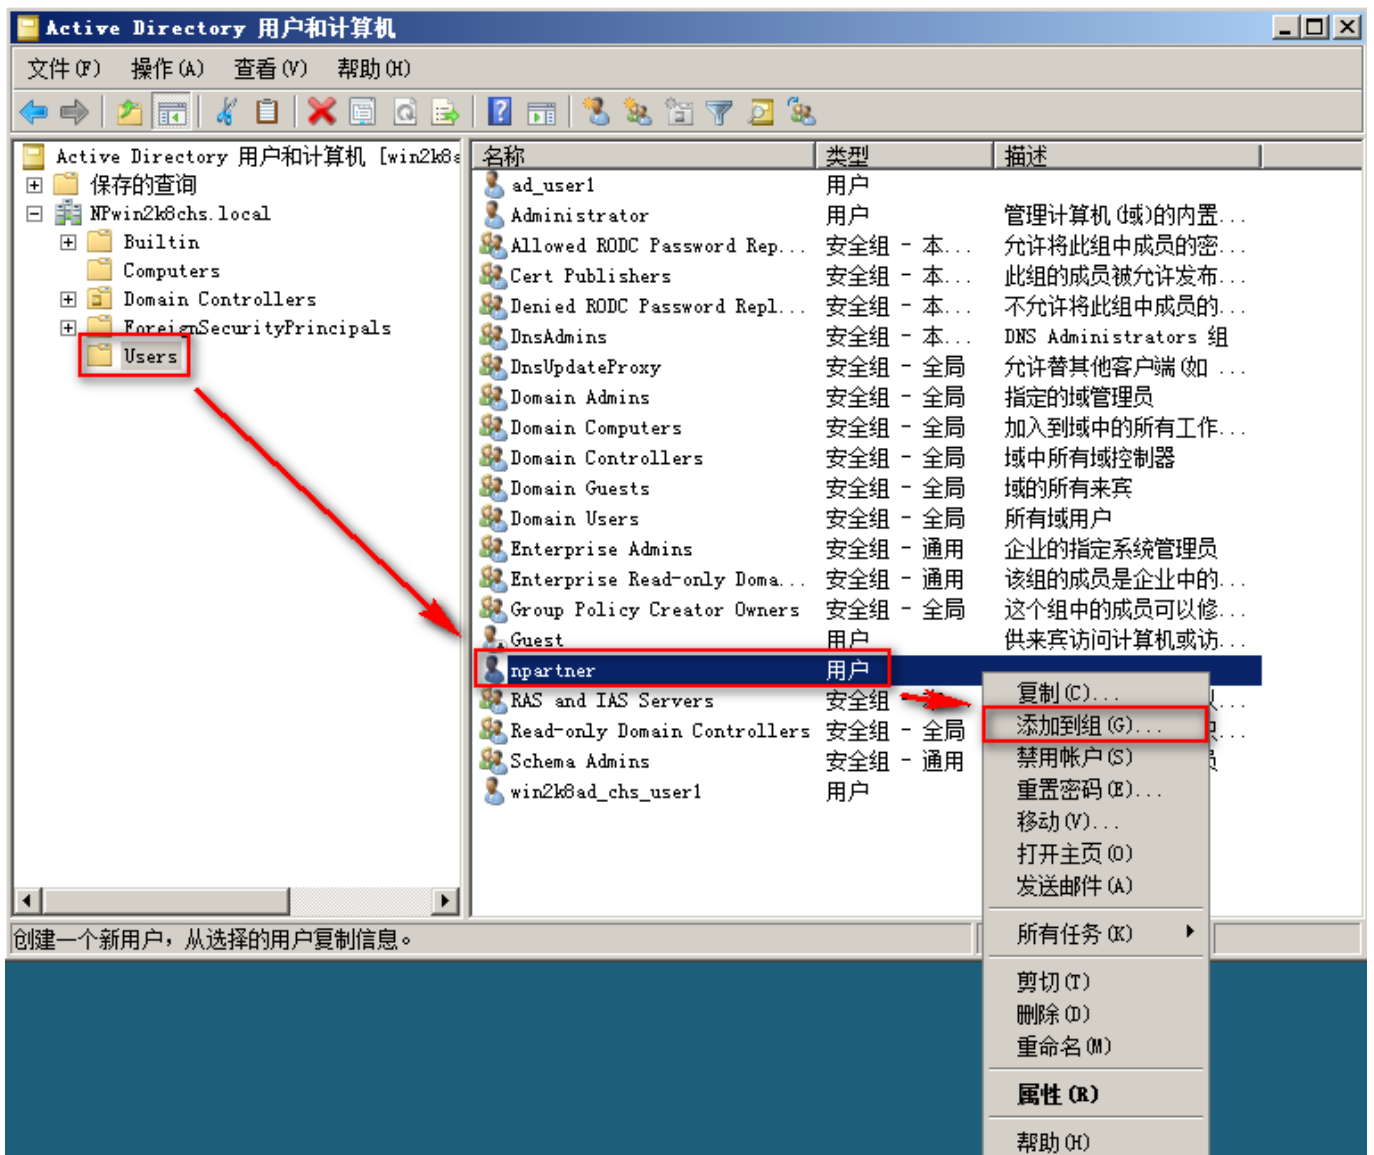 Active Directory 用户和计算机
文件(F) 操作(A) 查看(V) 帮助(H)
Active Directory 用户和计算机 [win2k8
保存的查询
NPwin2k8chs.local
Builtin
Computers
Domain Controllers
ForeignSecurityPrincipals
Users
名称 类型 描述
ad_user1 用户
Administrator 用户 管理计算机(域)的内置...
Allowed RODC Password Rep... 安全组 - 本... 允许将此组中成员的密...
Cert Publishers 安全组 - 本... 此组的成员被允许发布...
Denied RODC Password Repl... 安全组 - 本... 不允许将此组中成员的...
DnsAdmins 安全组 - 本... DNS Administrators 组
DnsUpdateProxy 安全组 - 全局 允许替其他客户端(如 ...
Domain Admins 安全组 - 全局 指定的域管理员
Domain Computers 安全组 - 全局 加入到域中的所有工作...
Domain Controllers 安全组 - 全局 域中所有域控制器
Domain Guests 安全组 - 全局 域的所有来宾
Domain Users 安全组 - 全局 所有域用户
Enterprise Admins 安全组 - 通用 企业的指定系统管理员
Enterprise Read-only Doma... 安全组 - 通用 该组的成员是企业中的...
Group Policy Creator Owners 安全组 - 全局 这个组中的成员可以修...
Guest 用户 供来宾访问计算机或访...
npartner 用户
RAS and IAS Servers 安全组
Read-only Domain Controllers 安全组 - 全局
Schema Admins 安全组 - 通用
win2k8ad_chs_user1 用户
复制(C)...
添加到组(G)...
禁用帐户(S)
重置密码(E)...
移动(V)...
打开主页(O)
发送邮件(A)
所有任务(K)
剪切(T)
删除(D)
重命名(M)
属性(R)
帮助(H)
创建一个新用户，从选择的用户复制信息。